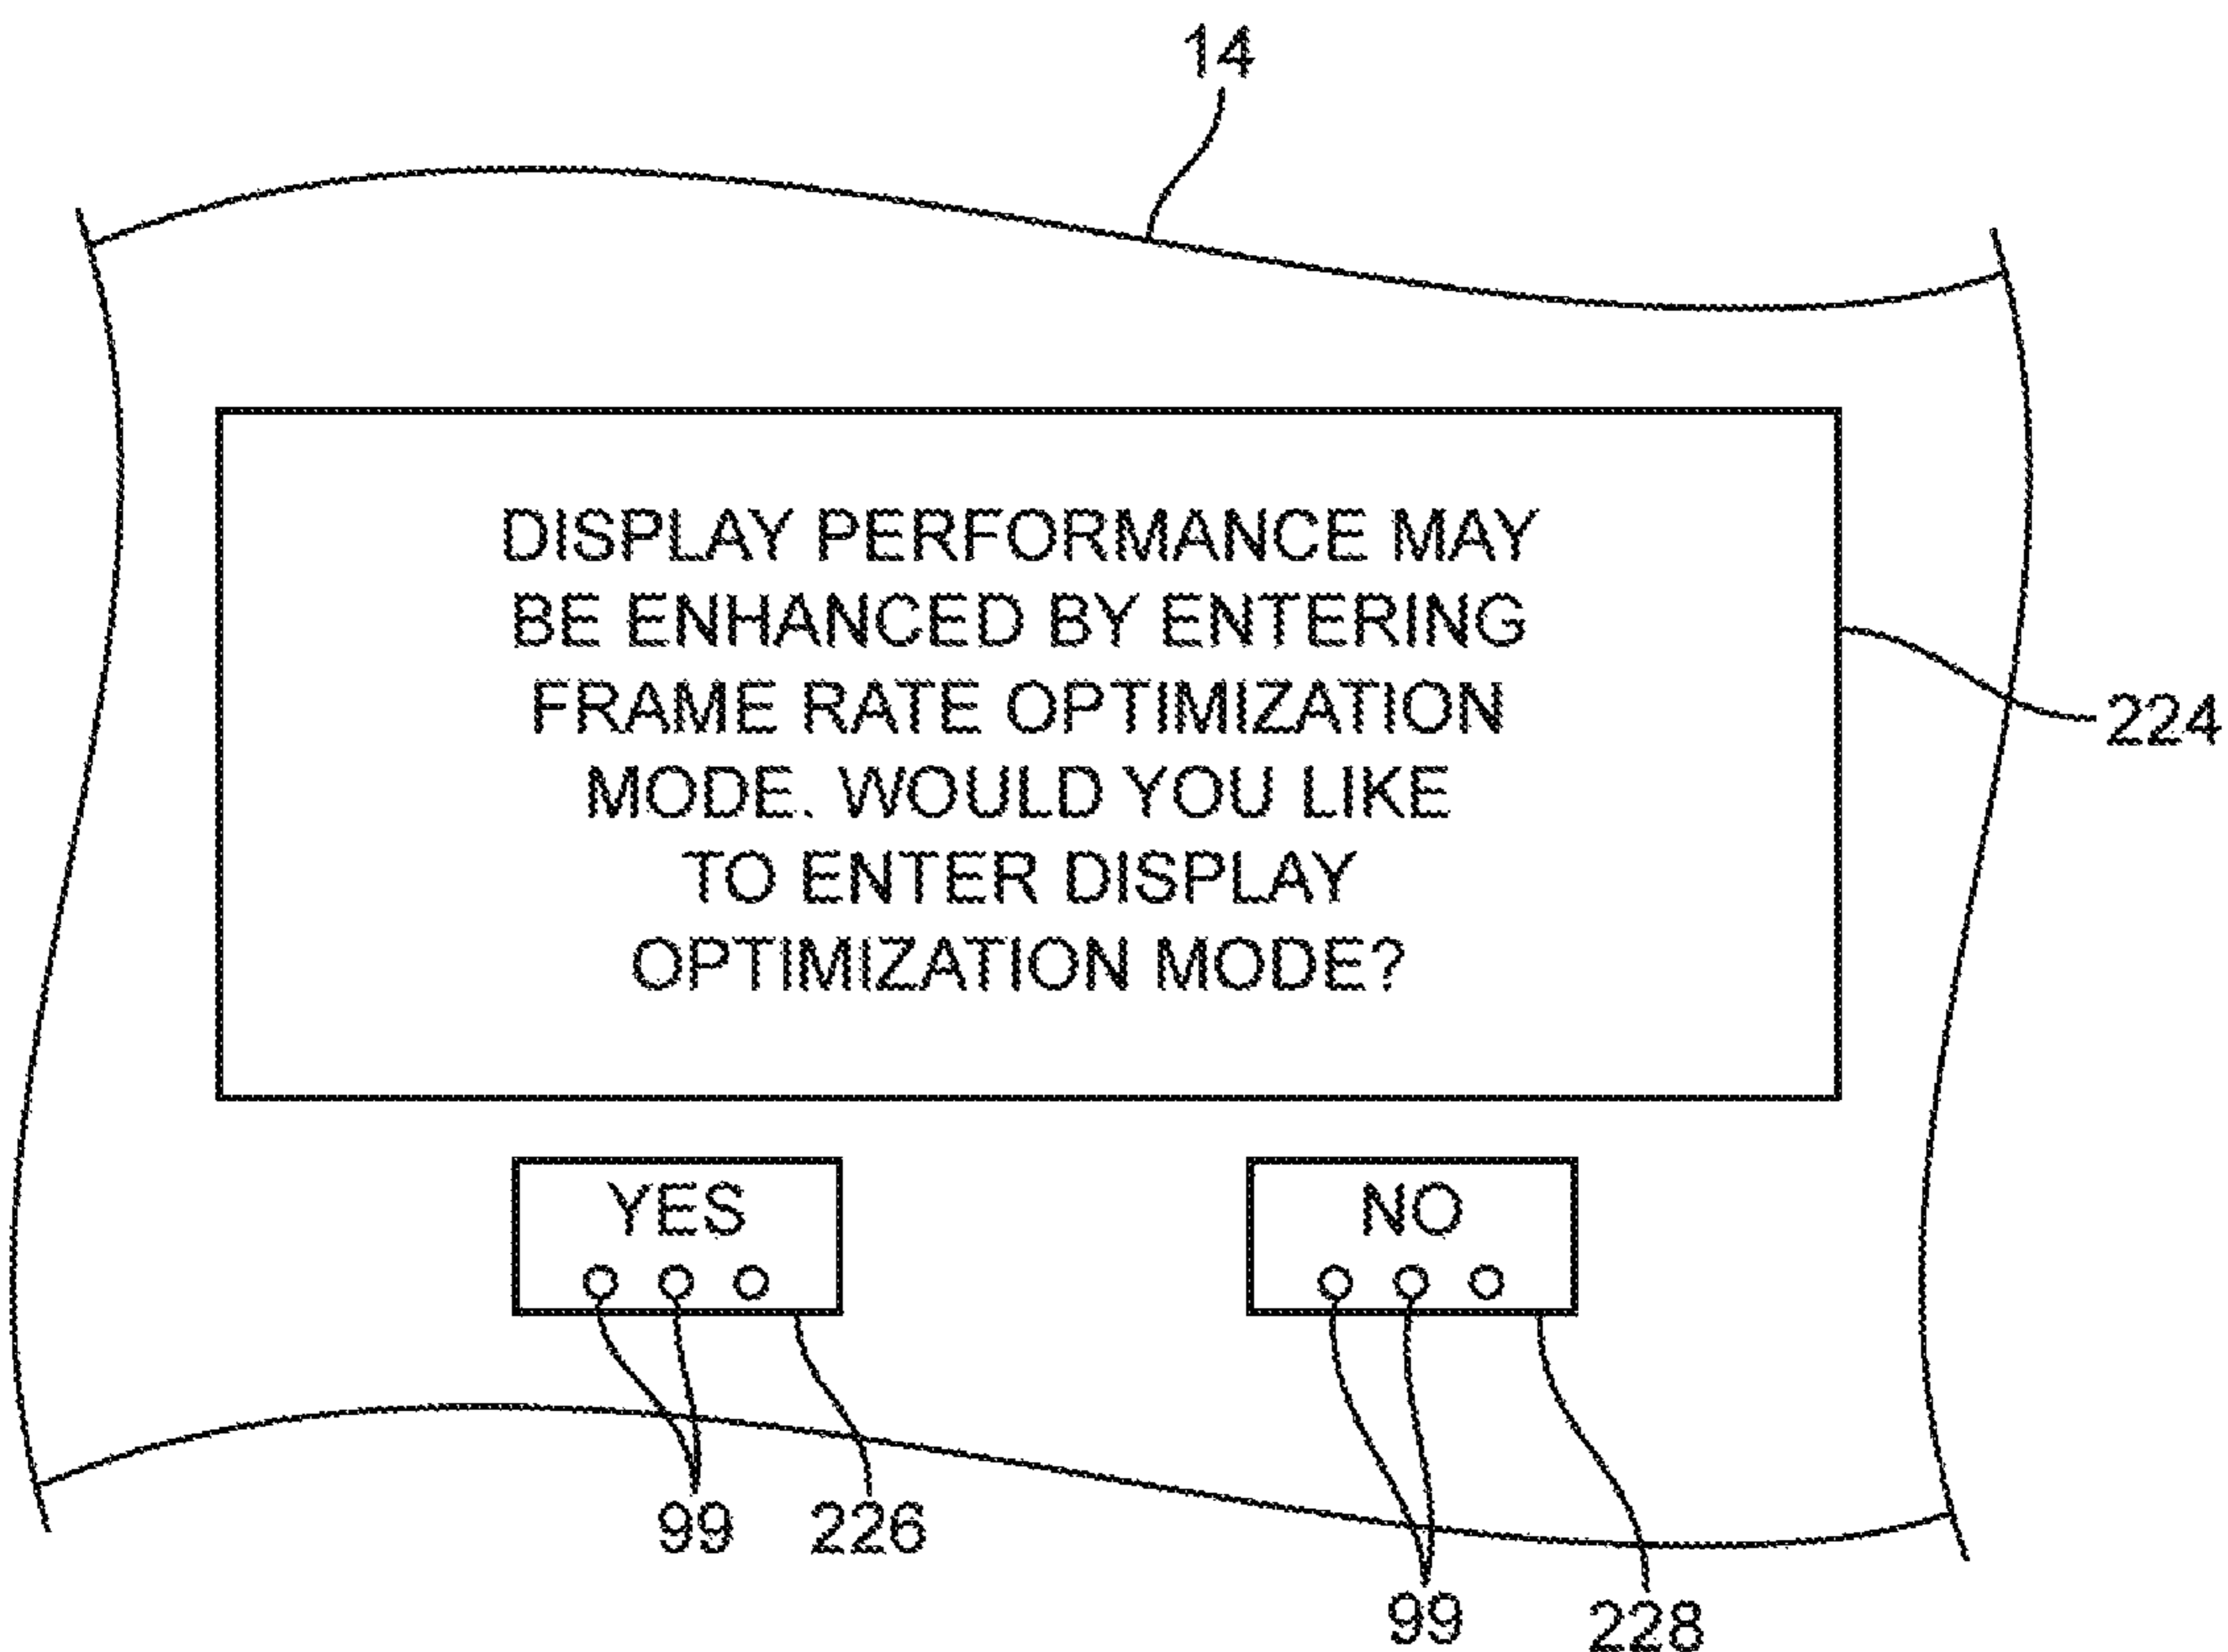 14
DISPLAY PERFORMANCE MAY
BE ENHANCED BY ENTERING
FRAME RATE OPTIMIZATION
MODE. WOULD YOU LIKE
TO ENTER DISPLAY
OPTIMIZATION MODE?
224
YES
NO
99
226
99
228